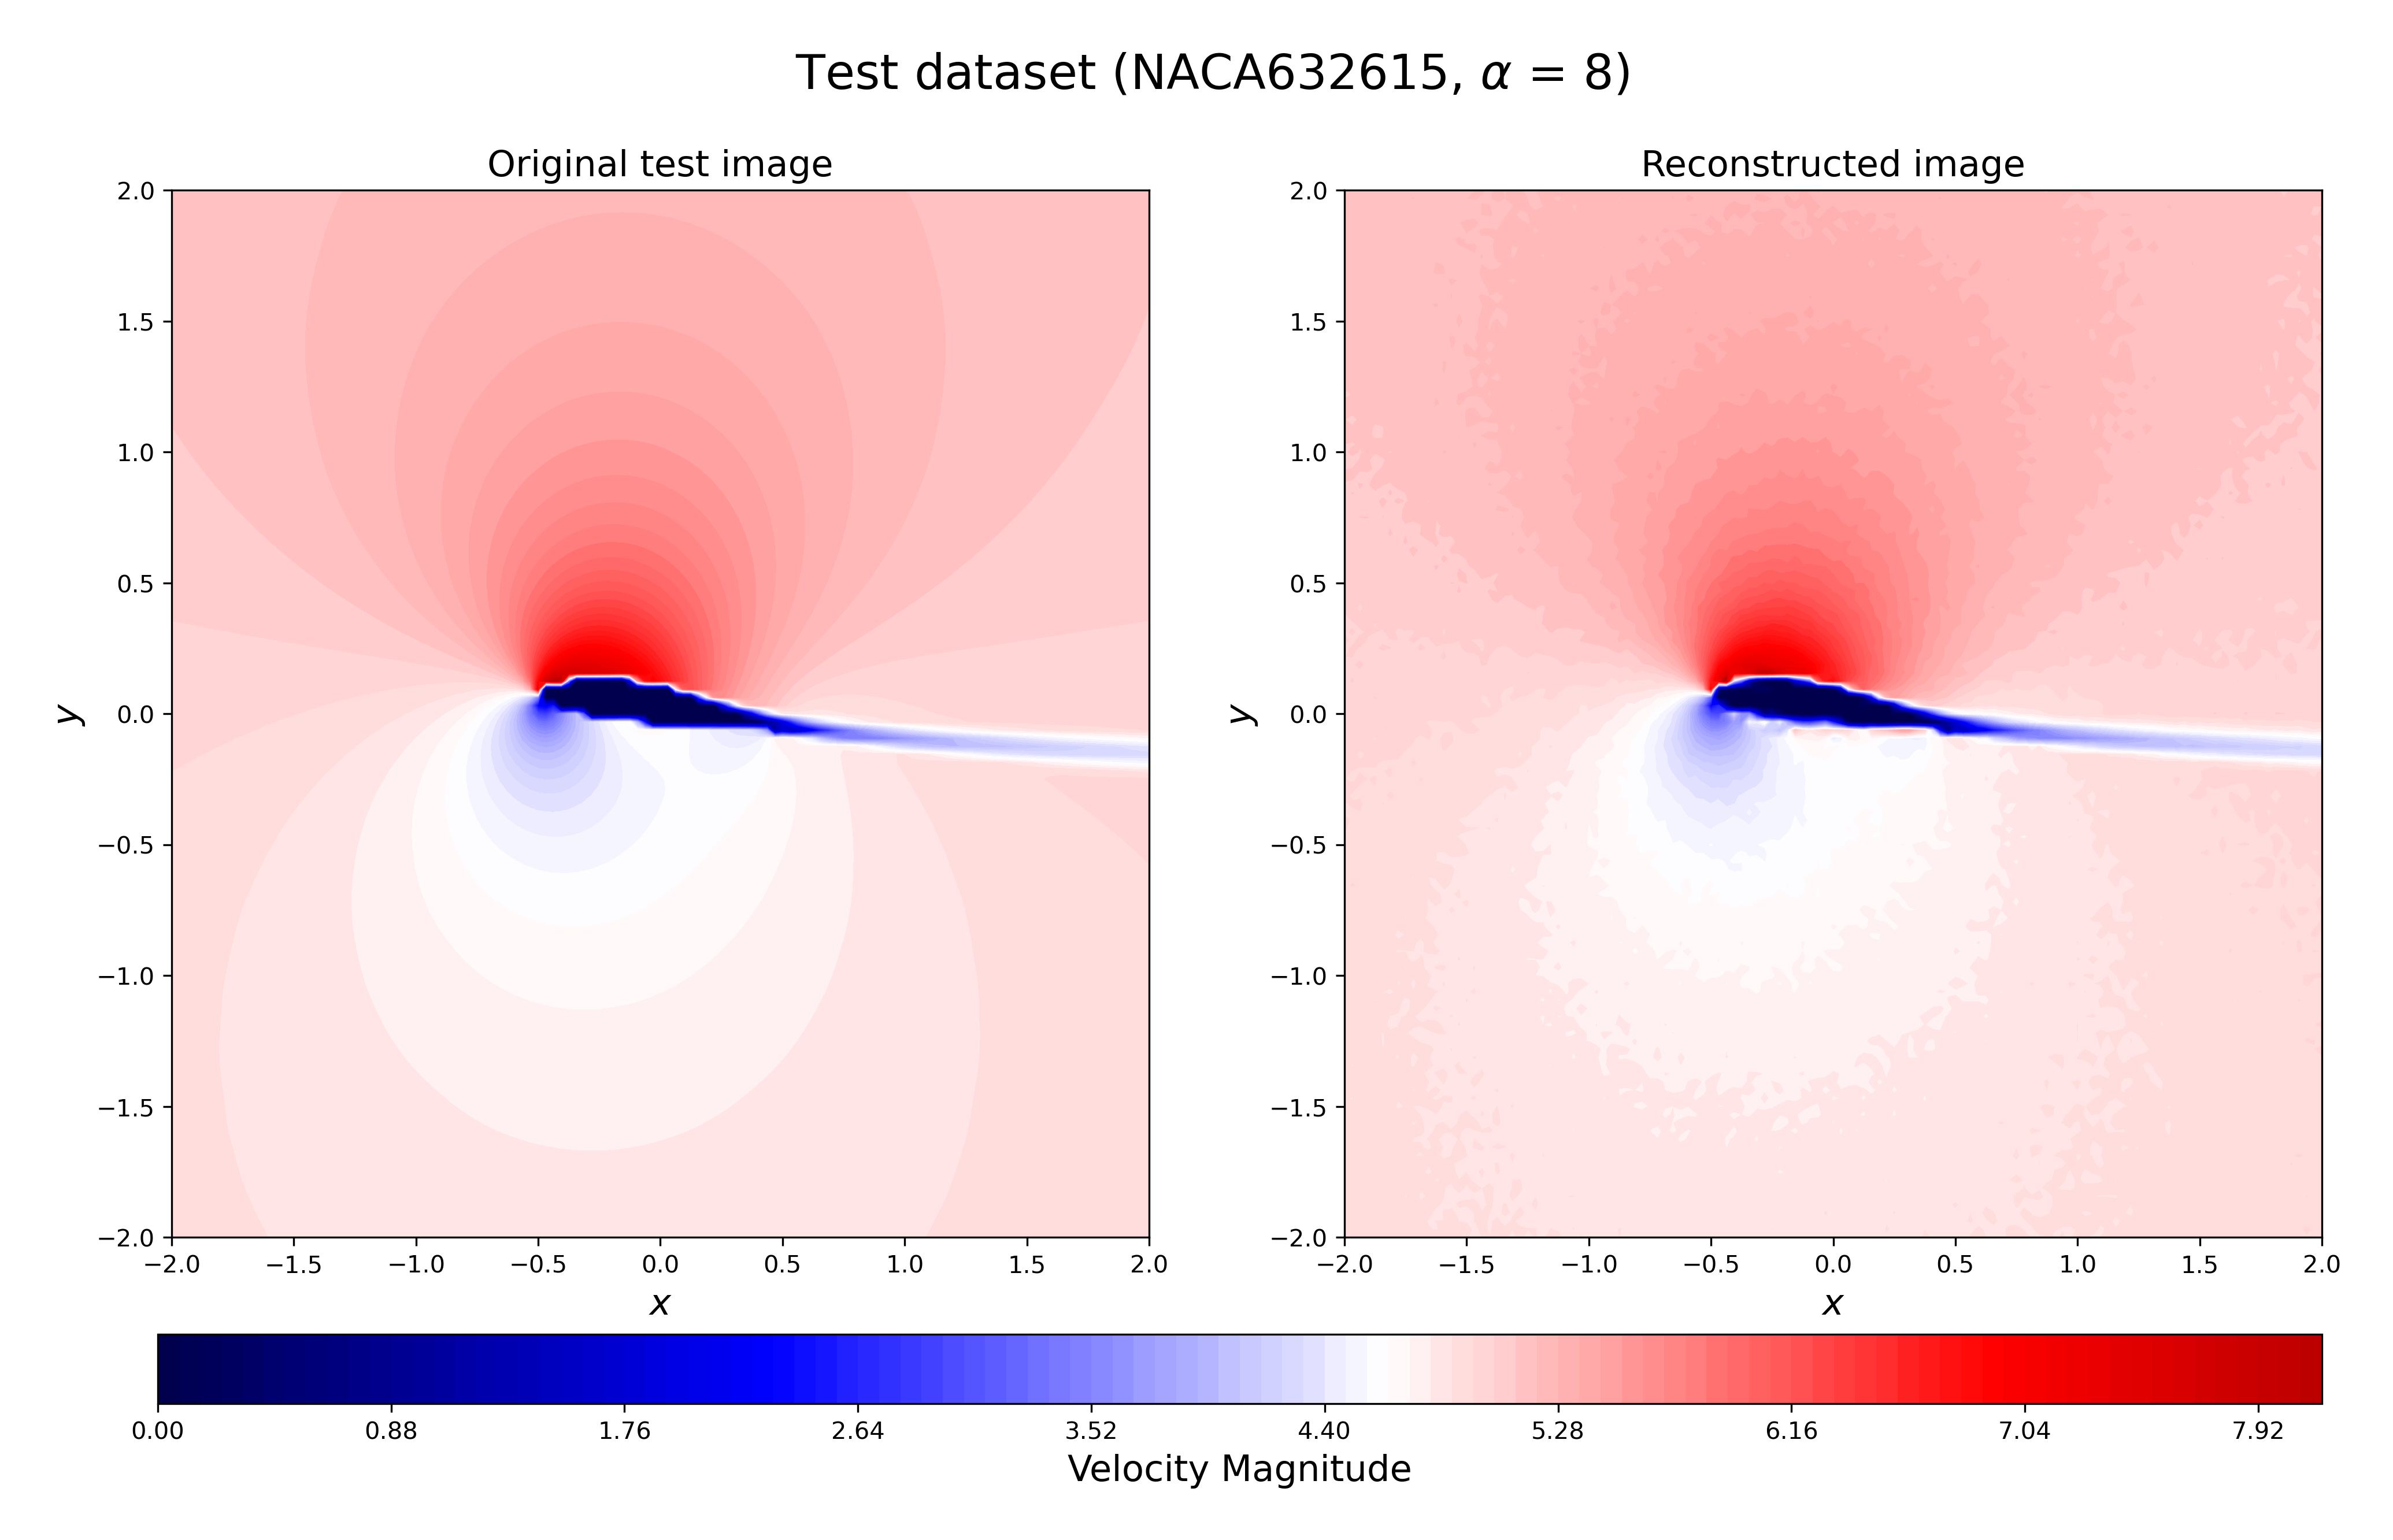 Test dataset (NACA632615, α = 8)
Original test image
2.0
1.5
1.0
0.5
0.0
−0.5
−1.0
−1.5
−2.0
y
−2.0 −1.5 −1.0 −0.5 0.0 0.5 1.0 1.5 2.0
x
Reconstructed image
2.0
1.5
1.0
0.5
0.0
−0.5
−1.0
−1.5
−2.0
y
−2.0 −1.5 −1.0 −0.5 0.0 0.5 1.0 1.5 2.0
x
0.00 0.88 1.76 2.64 3.52 4.40 5.28 6.16 7.04 7.92
Velocity Magnitude